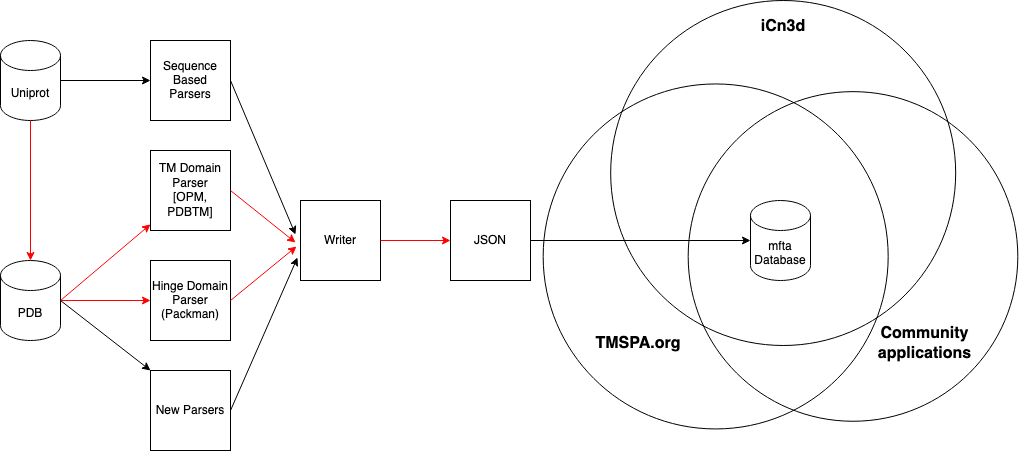 iCn3d
Uniprot
Sequence
Based
Parsers
TM Domain
Parser
[OPM,
PDBTM]
Writer
JSON
mfta
Database
PDB
Hinge Domain
Parser
(Packman)
TMSPA.org
Community
applications
New Parsers